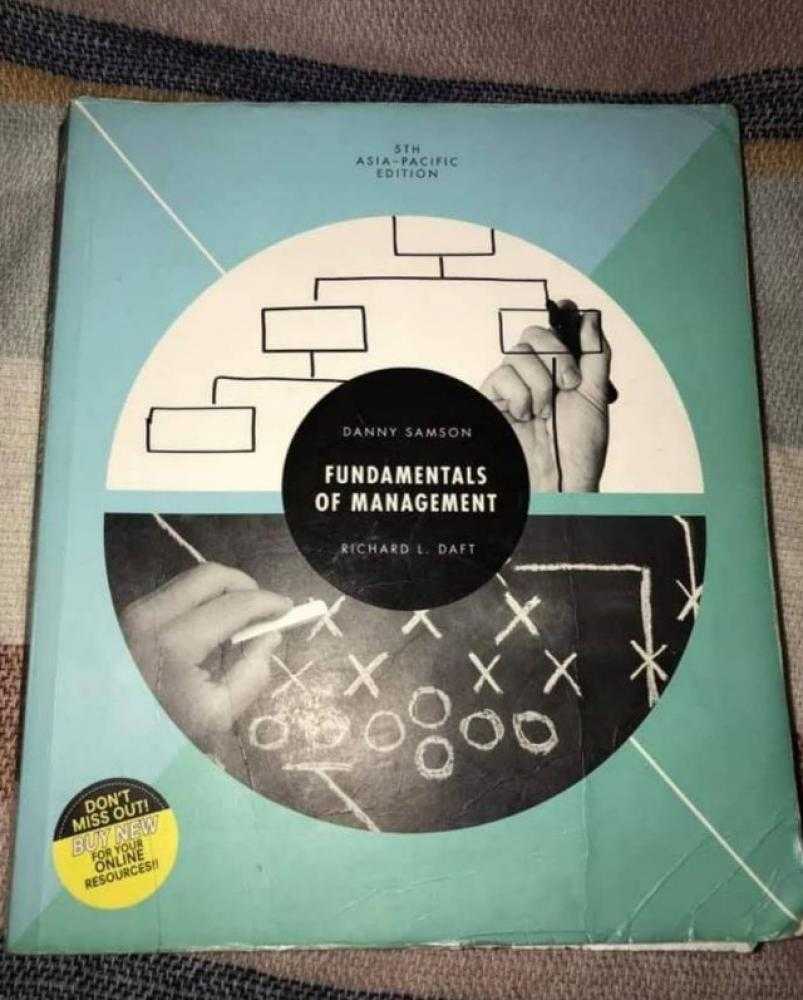 5TH
ASIA-PACIFIC
EDITION
DANNY SAMSON
FUNDAMENTALS
OF MANAGEMENT
RICHARD L. DAFT
DON'T
MISS OUT!
BUY NEW
FOR YOUR
ONLINE
RESOURCES!!